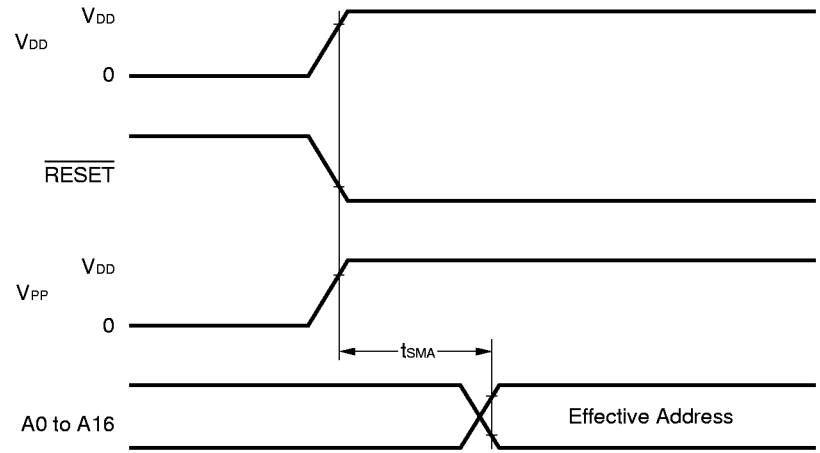 VDD
VDD
0
RESET
VDD
VPP
0
tSMA
A0 to A16
Effective Address